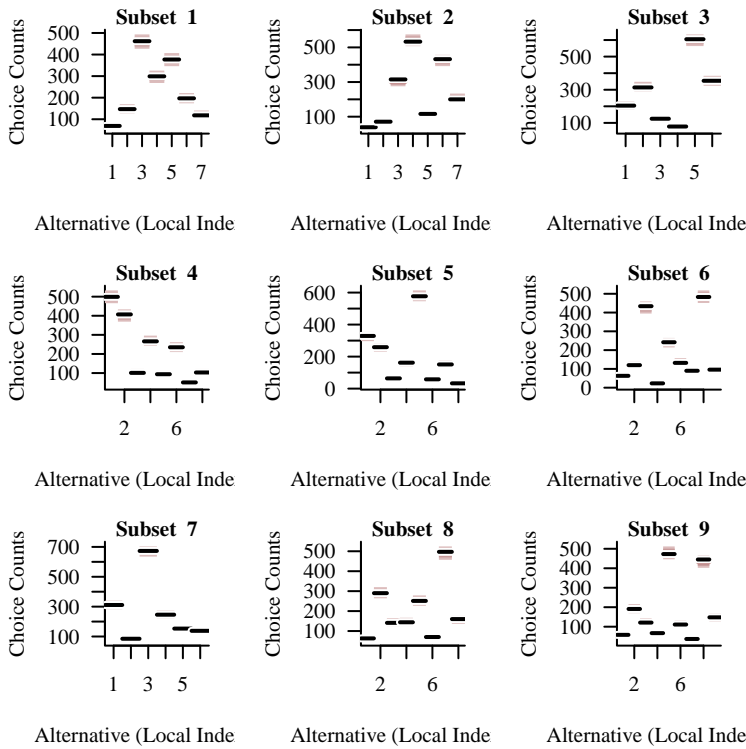 Subset 1
Choice Counts
500
400
300
200
100
1 3 5 7
Alternative (Local Inde
Subset 2
Choice Counts
500
300
100
1 3 5 7
Alternative (Local Inde
Subset 3
Choice Counts
600
300
100
1 3 5
Alternative (Local Inde
Subset 4
Choice Counts
500
400
300
200
100
2 6
Alternative (Local Inde
Subset 5
Choice Counts
600
400
200
0
2 6
Alternative (Local Inde
Subset 6
Choice Counts
500
400
300
200
100
0
2 6
Alternative (Local Inde
Subset 7
Choice Counts
700
500
300
100
1 3 5
Alternative (Local Inde
Subset 8
Choice Counts
500
400
300
200
100
2 6
Alternative (Local Inde
Subset 9
Choice Counts
500
400
300
200
100
2 6
Alternative (Local Inde